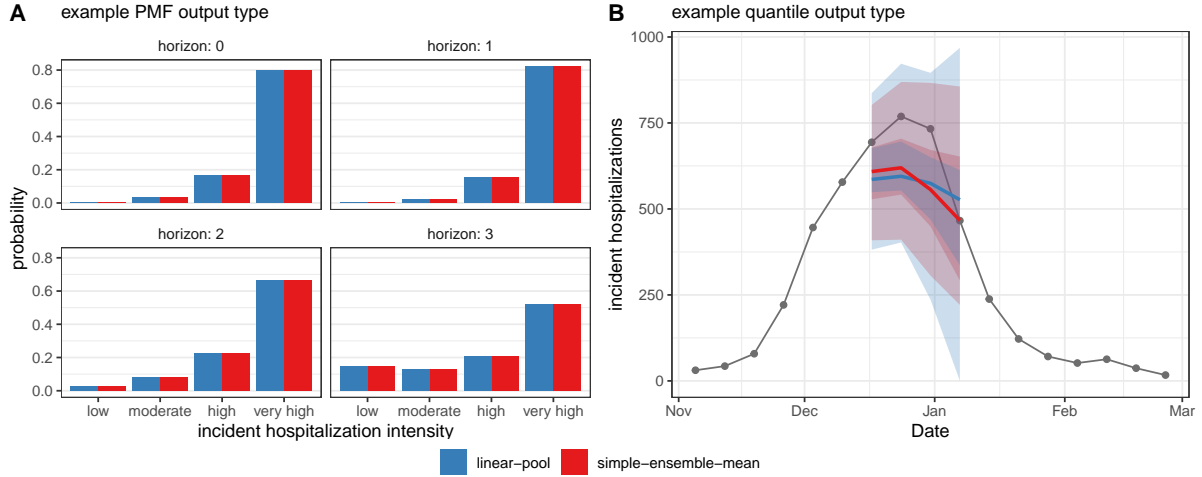 A
example PMF output type
horizon: 0
horizon: 1
0.8
0.6
0.4
0.2
0.0
horizon: 2
horizon: 3
0.8
0.6
0.4
0.2
0.0
probability
low
moderate
high
very high
low
moderate
high
very high
incident hospitalization intensity
B
example quantile output type
1000
750
500
250
0
incident hospitalizations
Nov
Dec
Jan
Feb
Mar
Date
linear−pool
simple−ensemble−mean